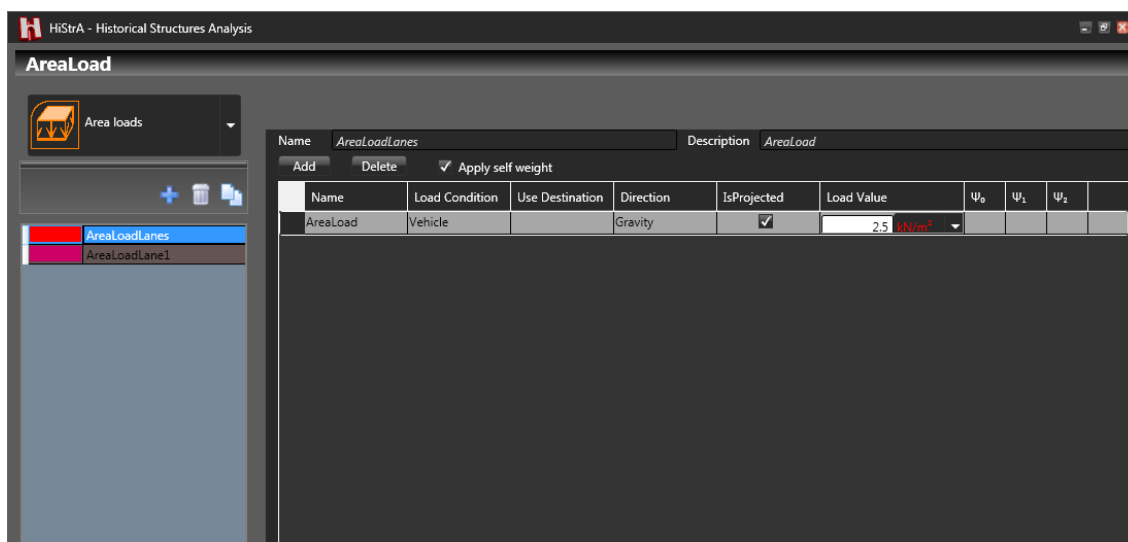 HiStrA - Historical Structures Analysis
AreaLoad
Area loads
Name AreaLoadLanes Description AreaLoad
Add Delete Apply self weight
Name Load Condition Use Destination Direction IsProjected Load Value Ψ₀ Ψ₁ Ψ₂
AreaLoad Vehicle Gravity 2.5 kN/m²
AreaLoadLanes
AreaLoadLane1